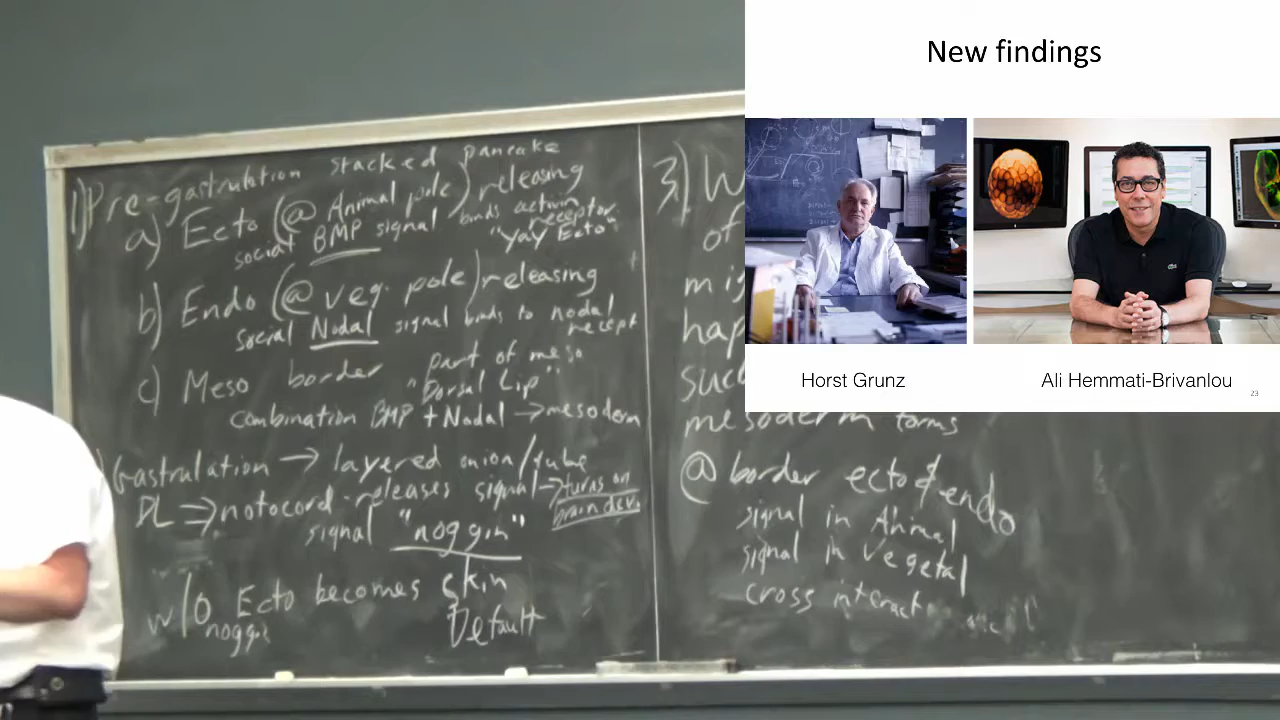 1) Pre-gastrulation stacked pancake
a) Ecto (@ Animal pole) releasing
social BMP signal binds activin receptor
"yay Ecto"
b) Endo (@ veg. pole) releasing
social Nodal signal binds to nodal recept
c) Meso border part of meso
"Dorsal Lip"
combination BMP + Nodal → mesoderm
Gastrulation → layered onion/tube
DL ⇒ notocord - releases signal → turns on
brain dev.
signal "noggin"
w/o noggin Ecto becomes skin
Default
3) W
of
mis
hap
succ
mesoderm forms
@ border ecto & endo
signal in Animal
signal in Vegetal
cross interact
New findings
Horst Grunz
Ali Hemmati-Brivanlou
23